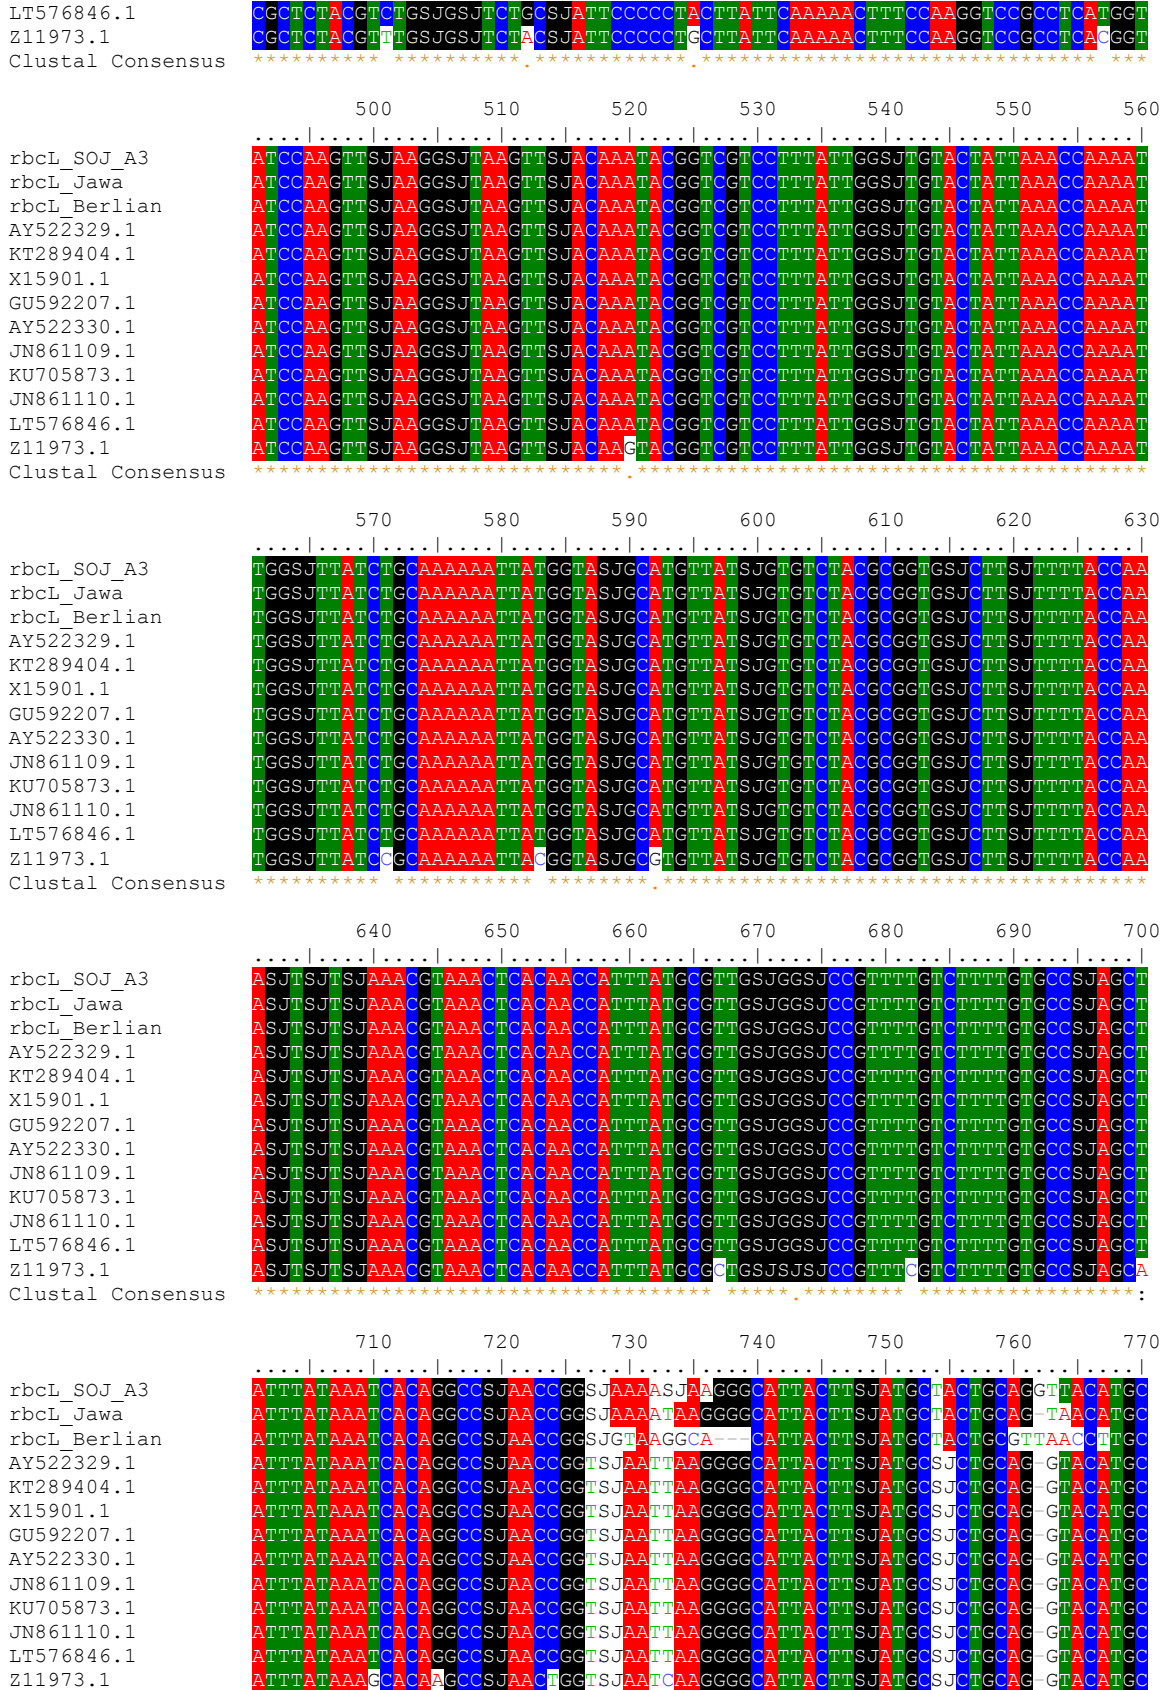 LT576846.1 CGCTCTACGTCTGSJGSJTCTGCSJATTCCCCCTACTTATTCAAAAACTTTCCAAGGTCCGCCTCATGGT
Z11973.1 CGCTCTACGTTTGSJGSJTCTACSJATTCCCCCTGCTTATTCAAAAACTTTCCAAGGTCCGCCTCACGGT
Clustal Consensus ********** **********.************.******************************* ***
500 510 520 530 540 550 560
....|....|....|....|....|....|....|....|....|....|....|....|....|....|
rbcL_SOJ_A3 ATCCAAGTTSJAAGGSJTAAGTTSJACAAATACGGTCGTCCTTTATTGGSJTGTACTATTAAACCAAAAT
rbcL_Jawa ATCCAAGTTSJAAGGSJTAAGTTSJACAAATACGGTCGTCCTTTATTGGSJTGTACTATTAAACCAAAAT
rbcL_Berlian ATCCAAGTTSJAAGGSJTAAGTTSJACAAATACGGTCGTCCTTTATTGGSJTGTACTATTAAACCAAAAT
AY522329.1 ATCCAAGTTSJAAGGSJTAAGTTSJACAAATACGGTCGTCCTTTATTGGSJTGTACTATTAAACCAAAAT
KT289404.1 ATCCAAGTTSJAAGGSJTAAGTTSJACAAATACGGTCGTCCTTTATTGGSJTGTACTATTAAACCAAAAT
X15901.1 ATCCAAGTTSJAAGGSJTAAGTTSJACAAATACGGTCGTCCTTTATTGGSJTGTACTATTAAACCAAAAT
GU592207.1 ATCCAAGTTSJAAGGSJTAAGTTSJACAAATACGGTCGTCCTTTATTGGSJTGTACTATTAAACCAAAAT
AY522330.1 ATCCAAGTTSJAAGGSJTAAGTTSJACAAATACGGTCGTCCTTTATTGGSJTGTACTATTAAACCAAAAT
JN861109.1 ATCCAAGTTSJAAGGSJTAAGTTSJACAAATACGGTCGTCCTTTATTGGSJTGTACTATTAAACCAAAAT
KU705873.1 ATCCAAGTTSJAAGGSJTAAGTTSJACAAATACGGTCGTCCTTTATTGGSJTGTACTATTAAACCAAAAT
JN861110.1 ATCCAAGTTSJAAGGSJTAAGTTSJACAAATACGGTCGTCCTTTATTGGSJTGTACTATTAAACCAAAAT
LT576846.1 ATCCAAGTTSJAAGGSJTAAGTTSJACAAATACGGTCGTCCTTTATTGGSJTGTACTATTAAACCAAAAT
Z11973.1 ATCCAAGTTSJAAGGSJTAAGTTSJACAAGTACGGTCGTCCTTTATTGGSJTGTACTATTAAACCAAAAT
Clustal Consensus *****************************.****************************************
570 580 590 600 610 620 630
....|....|....|....|....|....|....|....|....|....|....|....|....|....|
rbcL_SOJ_A3 TGGSJTTATCTGCAAAAAATTATGGTASJGCATGTTATSJGTGTCTACGCGGTGSJCTTSJTTTTACCAA
rbcL_Jawa TGGSJTTATCTGCAAAAAATTATGGTASJGCATGTTATSJGTGTCTACGCGGTGSJCTTSJTTTTACCAA
rbcL_Berlian TGGSJTTATCTGCAAAAAATTATGGTASJGCATGTTATSJGTGTCTACGCGGTGSJCTTSJTTTTACCAA
AY522329.1 TGGSJTTATCTGCAAAAAATTATGGTASJGCATGTTATSJGTGTCTACGCGGTGSJCTTSJTTTTACCAA
KT289404.1 TGGSJTTATCTGCAAAAAATTATGGTASJGCATGTTATSJGTGTCTACGCGGTGSJCTTSJTTTTACCAA
X15901.1 TGGSJTTATCTGCAAAAAATTATGGTASJGCATGTTATSJGTGTCTACGCGGTGSJCTTSJTTTTACCAA
GU592207.1 TGGSJTTATCTGCAAAAAATTATGGTASJGCATGTTATSJGTGTCTACGCGGTGSJCTTSJTTTTACCAA
AY522330.1 TGGSJTTATCTGCAAAAAATTATGGTASJGCATGTTATSJGTGTCTACGCGGTGSJCTTSJTTTTACCAA
JN861109.1 TGGSJTTATCTGCAAAAAATTATGGTASJGCATGTTATSJGTGTCTACGCGGTGSJCTTSJTTTTACCAA
KU705873.1 TGGSJTTATCTGCAAAAAATTATGGTASJGCATGTTATSJGTGTCTACGCGGTGSJCTTSJTTTTACCAA
JN861110.1 TGGSJTTATCTGCAAAAAATTATGGTASJGCATGTTATSJGTGTCTACGCGGTGSJCTTSJTTTTACCAA
LT576846.1 TGGSJTTATCTGCAAAAAATTATGGTASJGCATGTTATSJGTGTCTACGCGGTGSJCTTSJTTTTACCAA
Z11973.1 TGGSJTTATCCGCAAAAAATTACGGTASJGCGTGTTATSJGTGTCTACGCGGTGSJCTTSJTTTTACCAA
Clustal Consensus ********** *********** ********.**************************************
640 650 660 670 680 690 700
....|....|....|....|....|....|....|....|....|....|....|....|....|....|
rbcL_SOJ_A3 ASJTSJTSJAAACGTAAACTCACAACCATTTATGCGTTGSJGGSJCCGTTTTGTCTTTTGTGCCSJAGCT
rbcL_Jawa ASJTSJTSJAAACGTAAACTCACAACCATTTATGCGTTGSJGGSJCCGTTTTGTCTTTTGTGCCSJAGCT
rbcL_Berlian ASJTSJTSJAAACGTAAACTCACAACCATTTATGCGTTGSJGGSJCCGTTTTGTCTTTTGTGCCSJAGCT
AY522329.1 ASJTSJTSJAAACGTAAACTCACAACCATTTATGCGTTGSJGGSJCCGTTTTGTCTTTTGTGCCSJAGCT
KT289404.1 ASJTSJTSJAAACGTAAACTCACAACCATTTATGCGTTGSJGGSJCCGTTTTGTCTTTTGTGCCSJAGCT
X15901.1 ASJTSJTSJAAACGTAAACTCACAACCATTTATGCGTTGSJGGSJCCGTTTTGTCTTTTGTGCCSJAGCT
GU592207.1 ASJTSJTSJAAACGTAAACTCACAACCATTTATGCGTTGSJGGSJCCGTTTTGTCTTTTGTGCCSJAGCT
AY522330.1 ASJTSJTSJAAACGTAAACTCACAACCATTTATGCGTTGSJGGSJCCGTTTTGTCTTTTGTGCCSJAGCT
JN861109.1 ASJTSJTSJAAACGTAAACTCACAACCATTTATGCGTTGSJGGSJCCGTTTTGTCTTTTGTGCCSJAGCT
KU705873.1 ASJTSJTSJAAACGTAAACTCACAACCATTTATGCGTTGSJGGSJCCGTTTTGTCTTTTGTGCCSJAGCT
JN861110.1 ASJTSJTSJAAACGTAAACTCACAACCATTTATGCGTTGSJGGSJCCGTTTTGTCTTTTGTGCCSJAGCT
LT576846.1 ASJTSJTSJAAACGTAAACTCACAACCATTTATGCGTTGSJGGSJCCGTTTTGTCTTTTGTGCCSJAGCT
Z11973.1 ASJTSJTSJAAACGTAAACTCACAACCATTTATGCGCTGSJSJSJCCGTTTCGTCTTTTGTGCCSJAGCA
Clustal Consensus ************************************ *****.******** *****************:
710 720 730 740 750 760 770
....|....|....|....|....|....|....|....|....|....|....|....|....|....|
rbcL_SOJ_A3 ATTTATAAATCACAGGCCSJAACCGGSJAAAASJAAGGGCATTACTTSJATGCTACTGCAGGTTACATGC
rbcL_Jawa ATTTATAAATCACAGGCCSJAACCGGSJAAAATAAGGGGCATTACTTSJATGCTACTGCAG-TAACATGC
rbcL_Berlian ATTTATAAATCACAGGCCSJAACCGGSJGTAAGGCA---CATTACTTSJATGCTACTGCGTTAACCTTGC
AY522329.1 ATTTATAAATCACAGGCCSJAACCGGTSJAATTAAGGGGCATTACTTSJATGCSJCTGCAG-GTACATGC
KT289404.1 ATTTATAAATCACAGGCCSJAACCGGTSJAATTAAGGGGCATTACTTSJATGCSJCTGCAG-GTACATGC
X15901.1 ATTTATAAATCACAGGCCSJAACCGGTSJAATTAAGGGGCATTACTTSJATGCSJCTGCAG-GTACATGC
GU592207.1 ATTTATAAATCACAGGCCSJAACCGGTSJAATTAAGGGGCATTACTTSJATGCSJCTGCAG-GTACATGC
AY522330.1 ATTTATAAATCACAGGCCSJAACCGGTSJAATTAAGGGGCATTACTTSJATGCSJCTGCAG-GTACATGC
JN861109.1 ATTTATAAATCACAGGCCSJAACCGGTSJAATTAAGGGGCATTACTTSJATGCSJCTGCAG-GTACATGC
KU705873.1 ATTTATAAATCACAGGCCSJAACCGGTSJAATTAAGGGGCATTACTTSJATGCSJCTGCAG-GTACATGC
JN861110.1 ATTTATAAATCACAGGCCSJAACCGGTSJAATTAAGGGGCATTACTTSJATGCSJCTGCAG-GTACATGC
LT576846.1 ATTTATAAATCACAGGCCSJAACCGGTSJAATTAAGGGGCATTACTTSJATGCSJCTGCAG-GTACATGC
Z11973.1 ATTTATAAAGCACAAGCCSJAACTGGTSJAATCAAGGGGCATTACTTSJATGCSJCTGCAG-GTACATGC